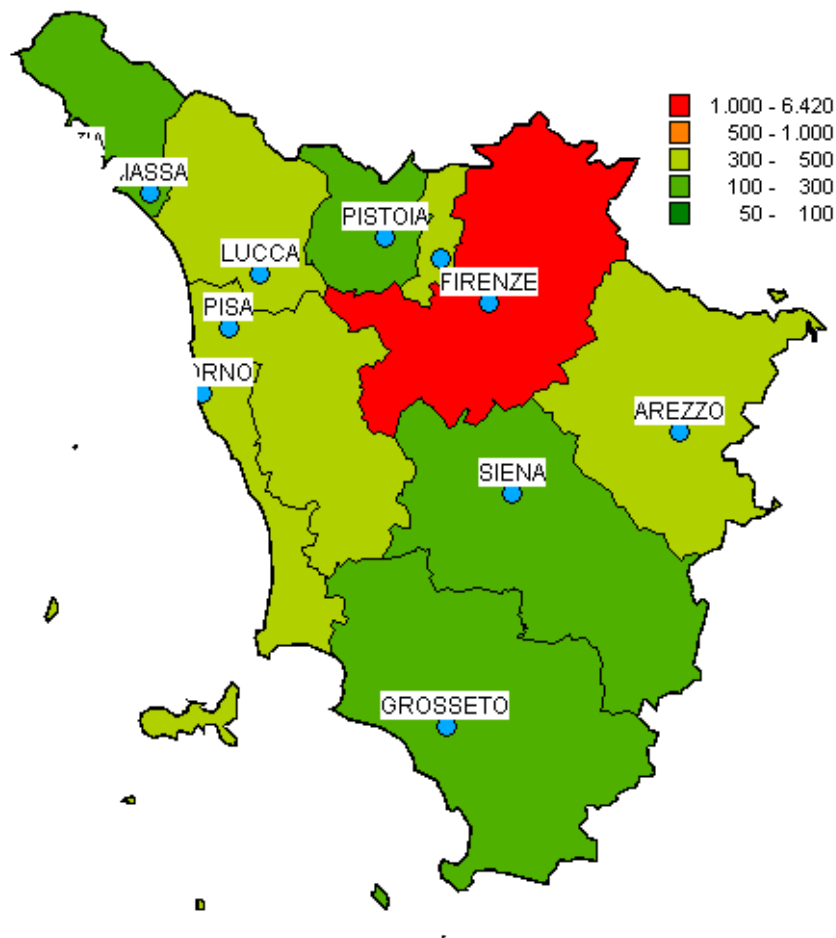 1.000 - 6.420
500 - 1.000
300 - 500
100 - 300
50 - 100
MASSA
PISTOIA
LUCCA
FIRENZE
PISA
ORNO
AREZZO
SIENA
GROSSETO